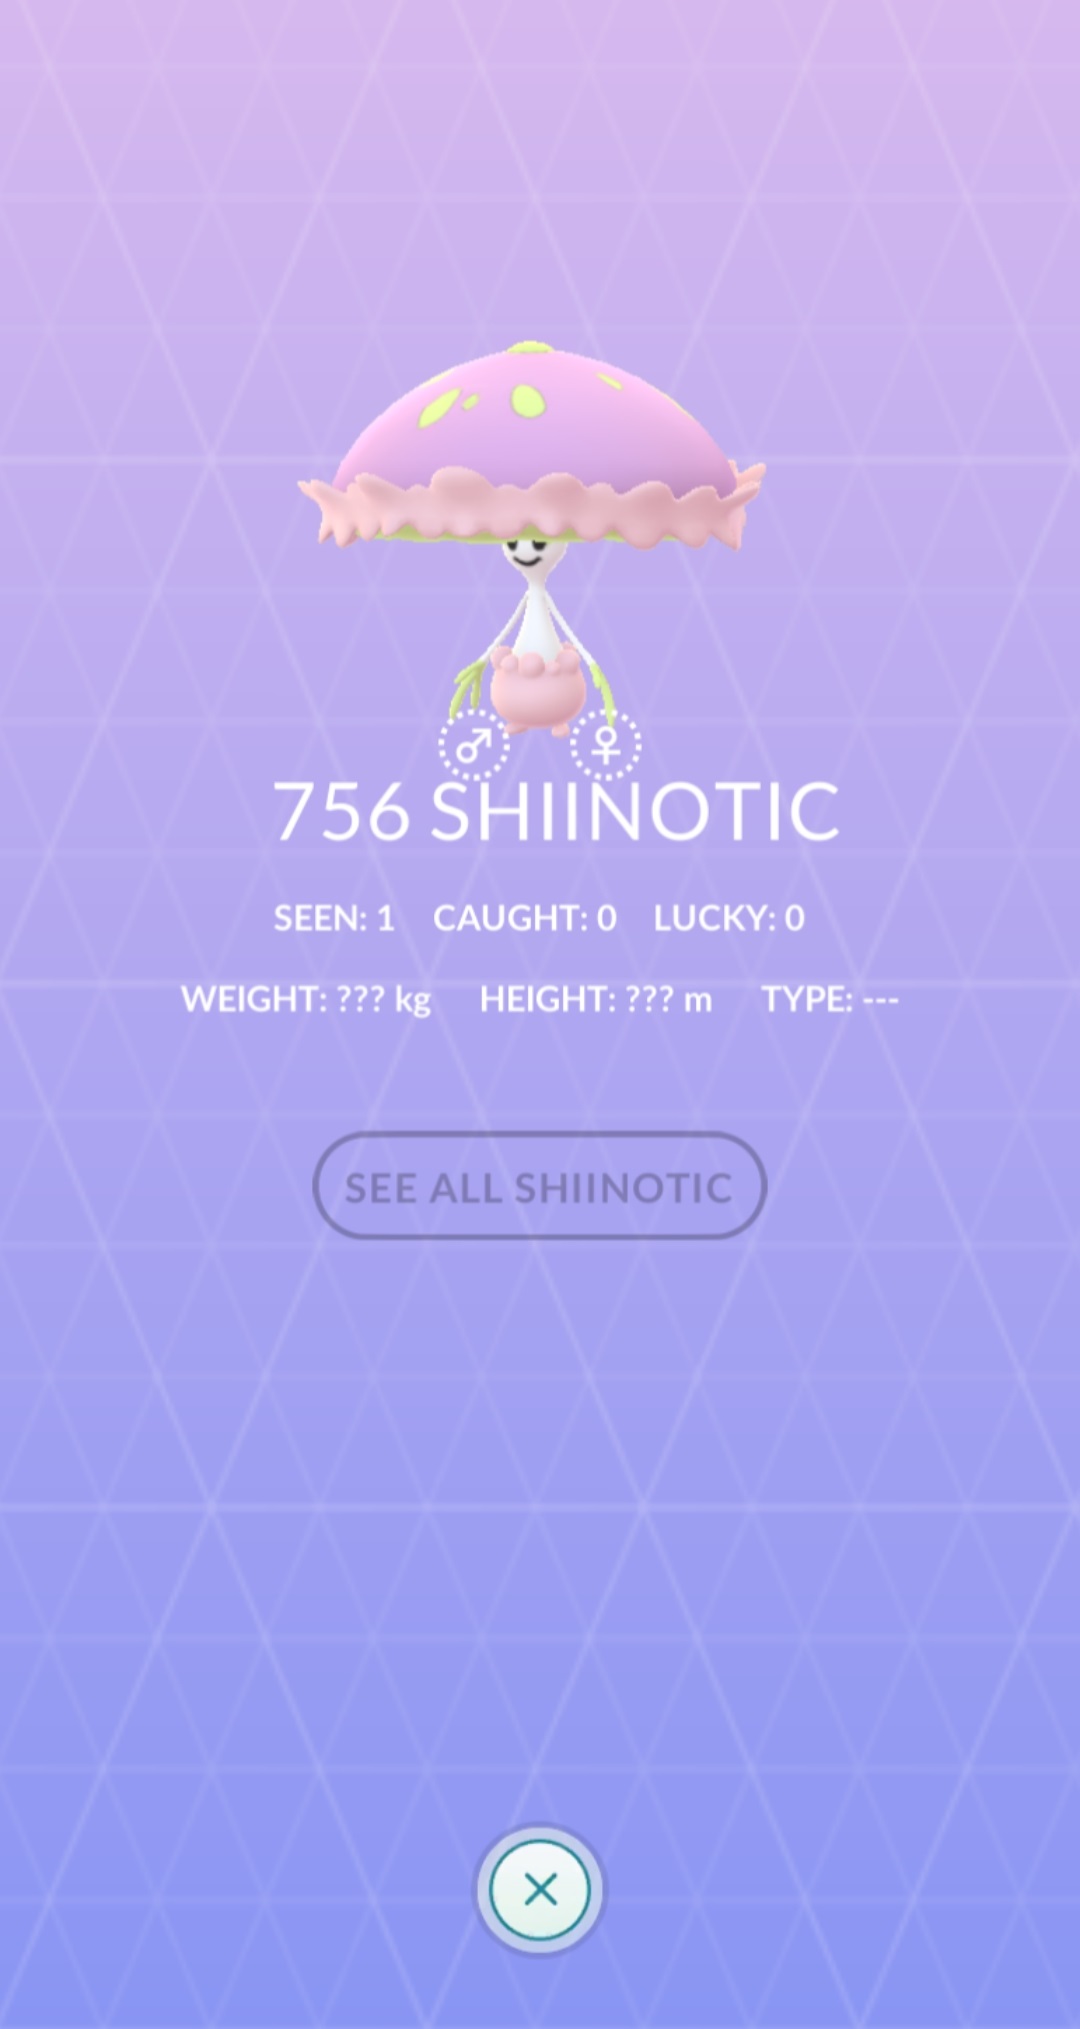 ♂ ♀
756 SHIINOTIC
SEEN: 1 CAUGHT: 0 LUCKY: 0
WEIGHT: ??? kg HEIGHT: ??? m TYPE: ---
SEE ALL SHIINOTIC